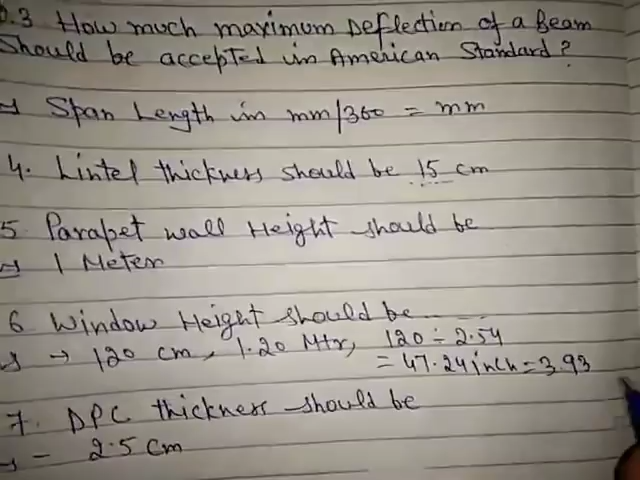 Q.3 How much maximum Deflection of a Beam
Should be accepted in American Standard?
→ Span Length in mm/360 = mm
4. Lintel thickness should be 15 cm
5 Parapet wall Height should be
→ 1 Meter
6 Window Height should be
→ → 120 cm, 1.20 Mtr, 120 ÷ 2.54
= 47.24 inch = 3.93
7. DPC thickness should be
→ - 2.5 cm